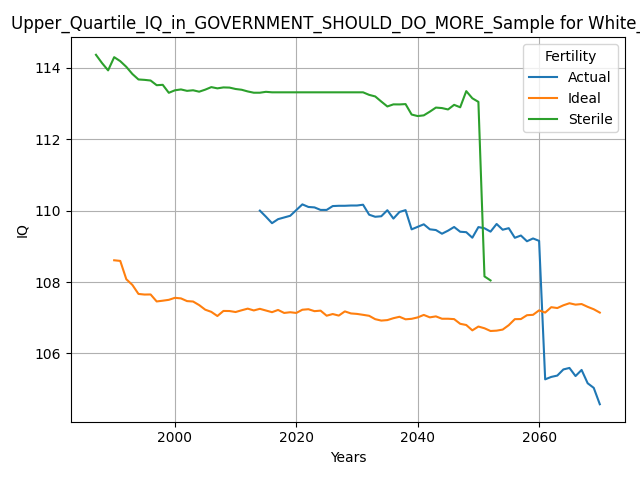 Upper_Quartile_IQ_in_GOVERNMENT_SHOULD_DO_MORE_Sample for White_
Fertility
Actual
Ideal
Sterile
114
112
110
108
106
IQ
2000
2020
2040
2060
Years